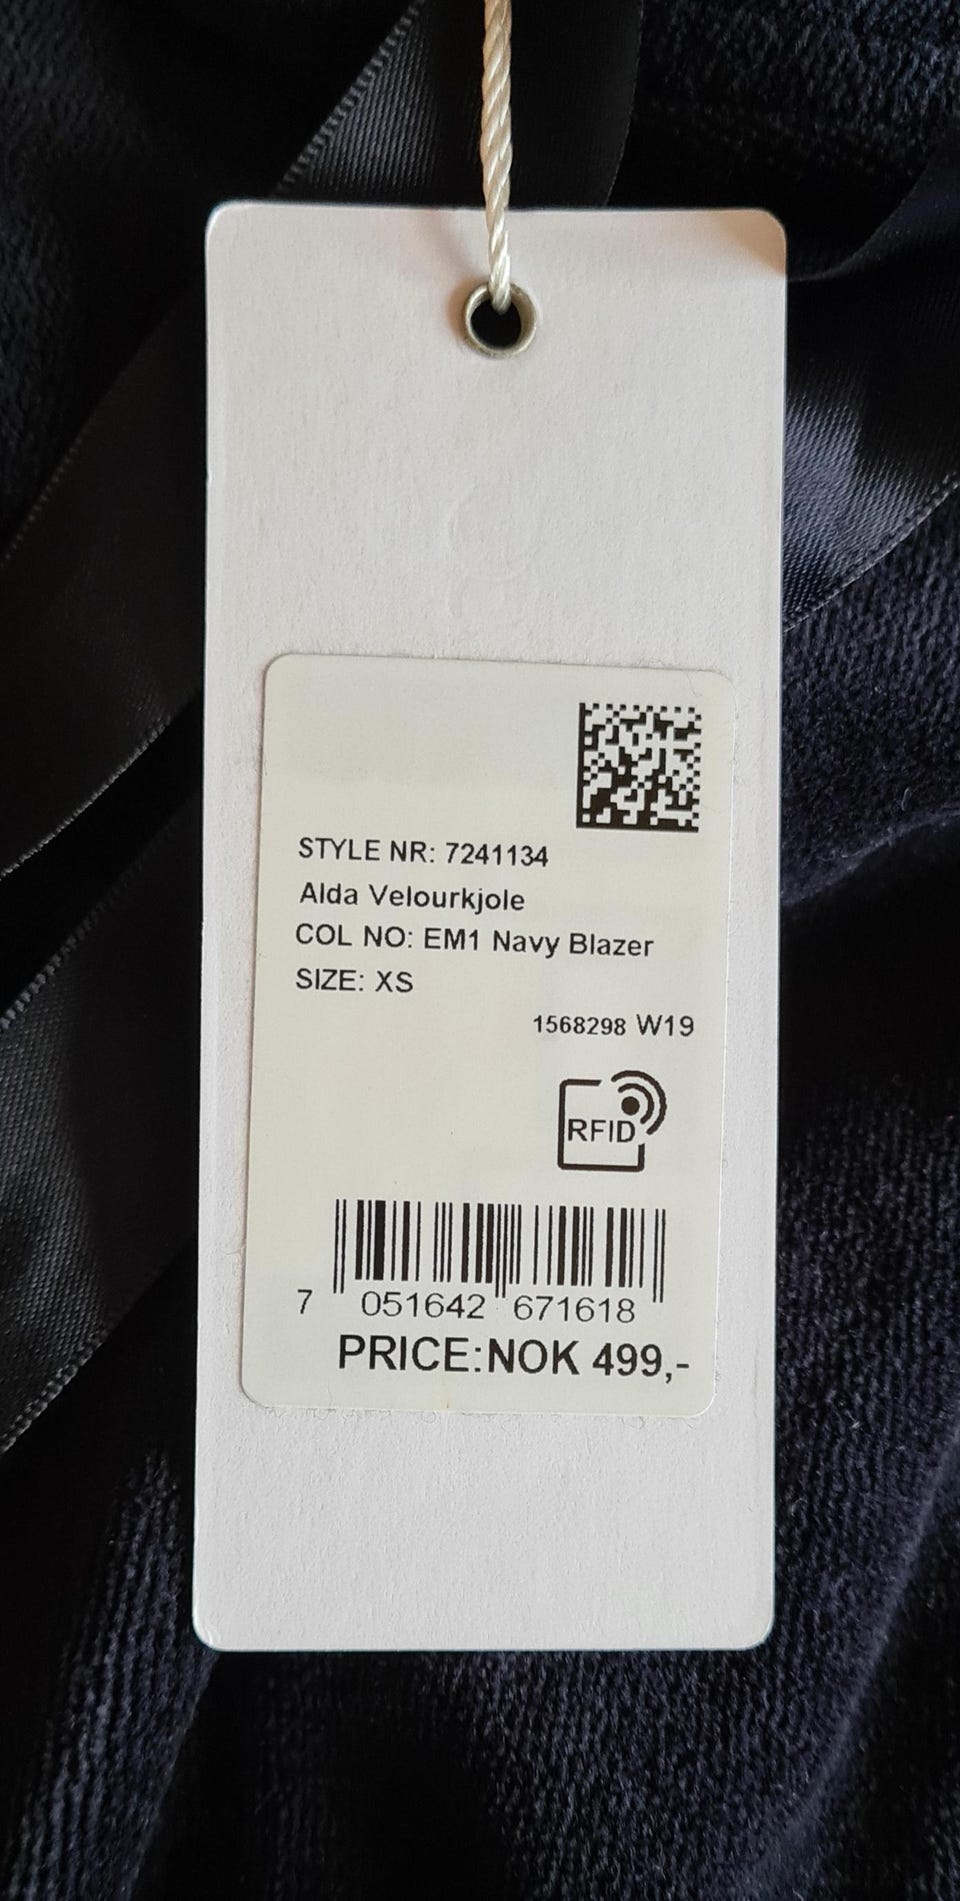 STYLE NR: 7241134
Alda Velourkjole
COL NO: EM1 Navy Blazer
SIZE: XS
1568298 W19
RFID
7 051642 671618
PRICE:NOK 499,-